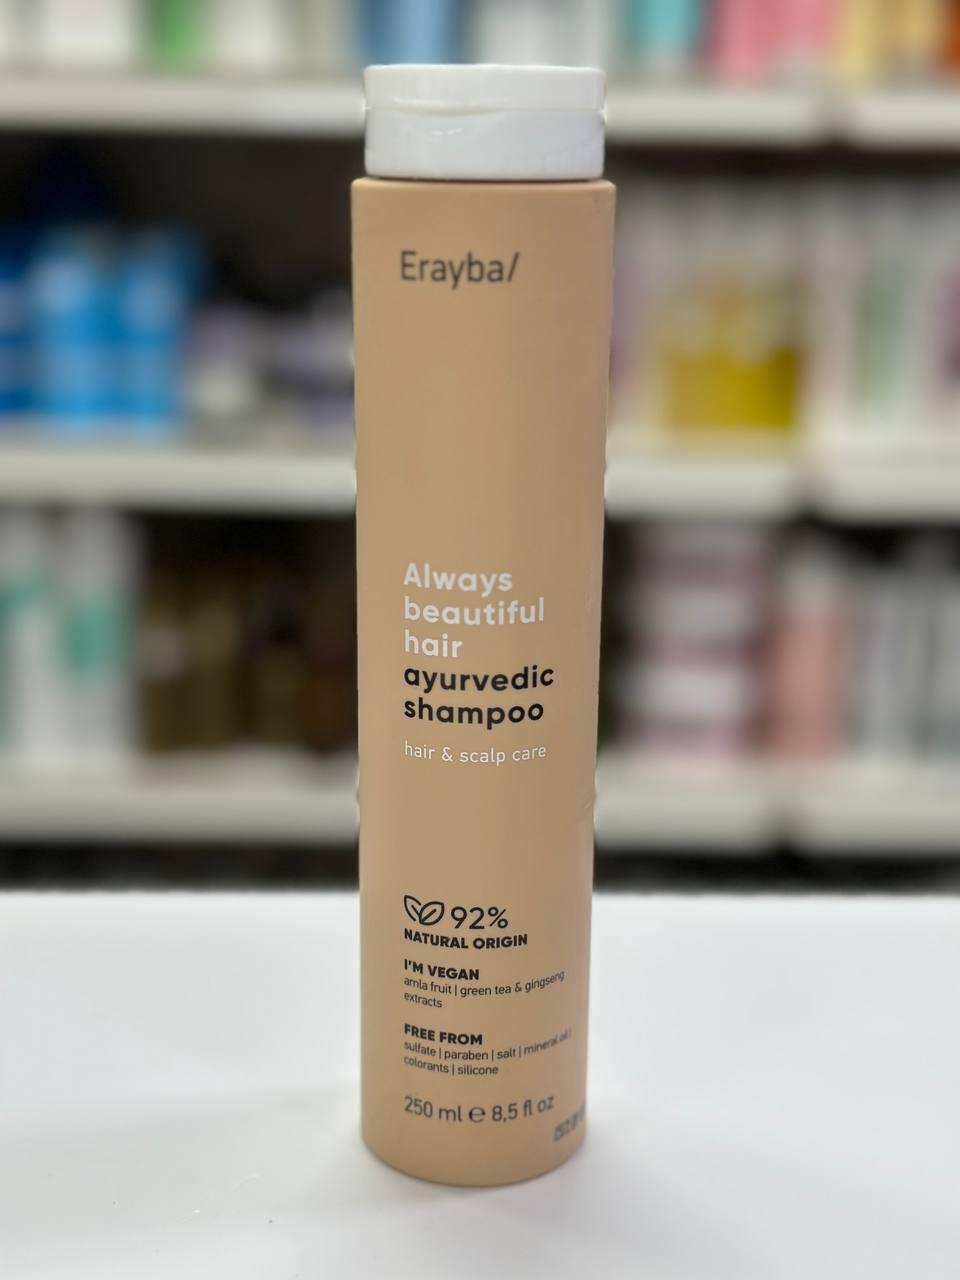 Erayba/
Always
beautiful
hair
ayurvedic
shampoo
hair & scalp care
92%
NATURAL ORIGIN
I'M VEGAN
amla fruit | green tea & gingseng
extracts
FREE FROM
sulfate | paraben | salt | mineral oil |
colorants | silicone
250 ml ℮ 8,5 fl oz